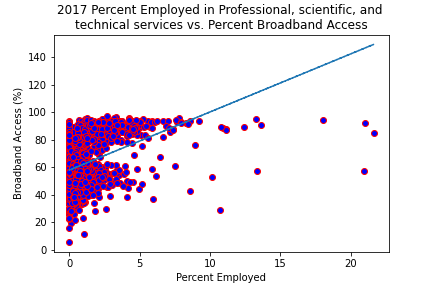 2017 Percent Employed in Professional, scientific, and
technical services vs. Percent Broadband Access
140
120
100
80
60
40
20
0
Broadband Access (%)
0 5 10 15 20
Percent Employed